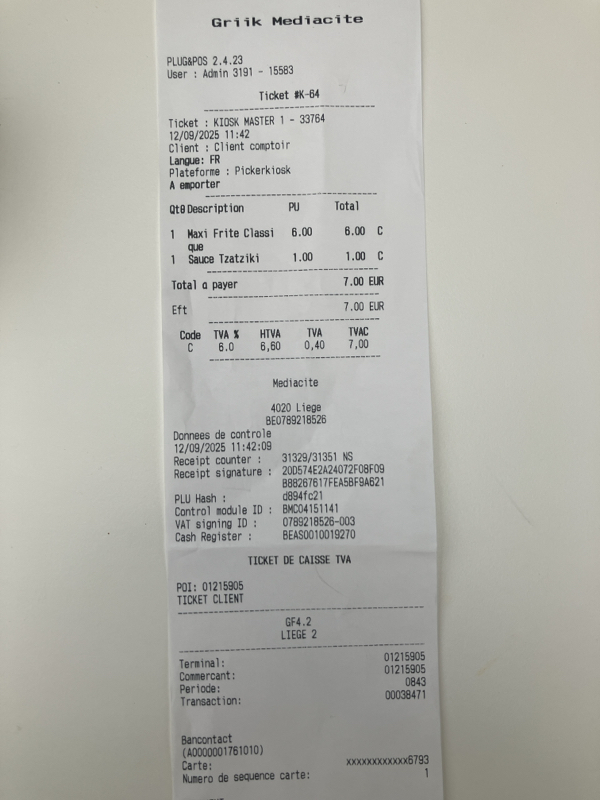 Griik Mediacite
PLUG&POS 2.4.23
User : Admin 3191 - 15583
Ticket #K-64
Ticket : KIOSK MASTER 1 - 33764
12/09/2025 11:42
Client : Client comptoir
Langue: FR
Plateforme : Pickerkiosk
A emporter
Qt@ Description PU Total
1 Maxi Frite Classi 6.00 6.00 C
que
1 Sauce Tzatziki 1.00 1.00 C
Total a payer 7.00 EUR
Eft 7.00 EUR
Code TVA % HTVA TVA TVAC
C 6.0 6,60 0,40 7,00
Mediacite
4020 Liege
BE0789218526
Donnees de controle
12/09/2025 11:42:09
Receipt counter : 31329/31351 NS
Receipt signature : 20D574E2A24072F08F09
B88267617FEA5BF9A621
PLU Hash : d894fc21
Control module ID : BMC04151141
VAT signing ID : 0789218526-003
Cash Register : BEAS0010019270
TICKET DE CAISSE TVA
POI: 01215905
TICKET CLIENT
GF4.2
LIEGE 2
Terminal: 01215905
Commercant: 01215905
Periode: 0843
Transaction: 00038471
Bancontact
(A0000001761010)
Carte: xxxxxxxxxxxx6793
Numero de sequence carte: 1